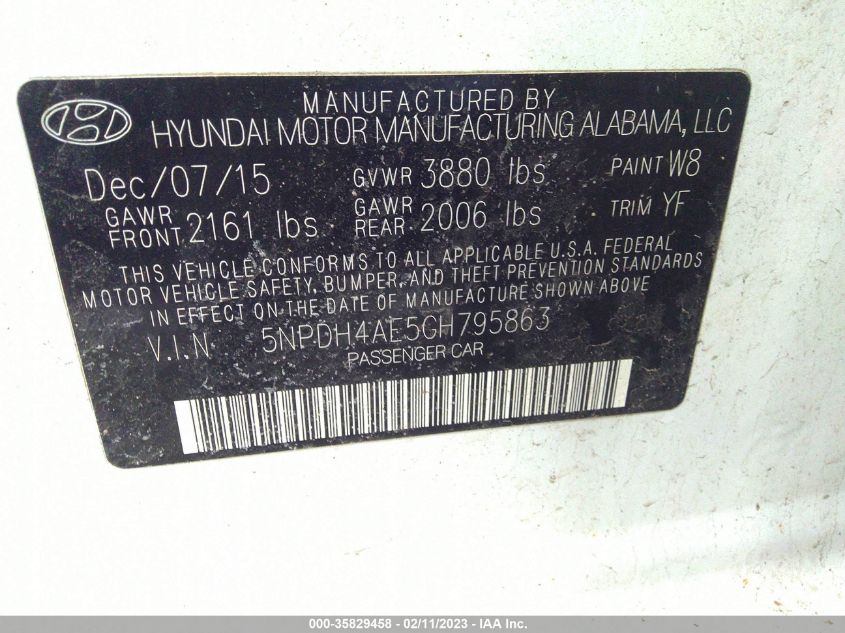 MANUFACTURED BY
HYUNDAI MOTOR MANUFACTURING ALABAMA, LLC
Dec/07/15 GVWR 3880 lbs PAINT W8
GAWR FRONT 2161 lbs GAWR REAR 2006 lbs TRIM YF
THIS VEHICLE CONFORMS TO ALL APPLICABLE U.S.A. FEDERAL
MOTOR VEHICLE SAFETY, BUMPER, AND THEFT PREVENTION STANDARDS
IN EFFECT ON THE DATE OF MANUFACTURE SHOWN ABOVE
V.I.N 5NPDH4AE5GH795863
PASSENGER CAR
000-35829458 - 02/11/2023 - IAA Inc.